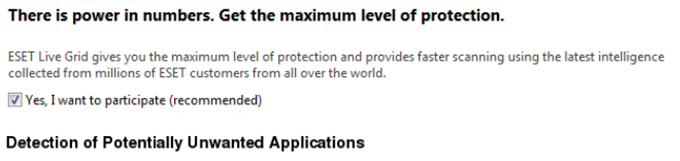 There is power in numbers. Get the maximum level of protection.
ESET Live Grid gives you the maximum level of protection and provides faster scanning using the latest intelligence
collected from millions of ESET customers from all over the world.
Yes, I want to participate (recommended)
Detection of Potentially Unwanted Applications